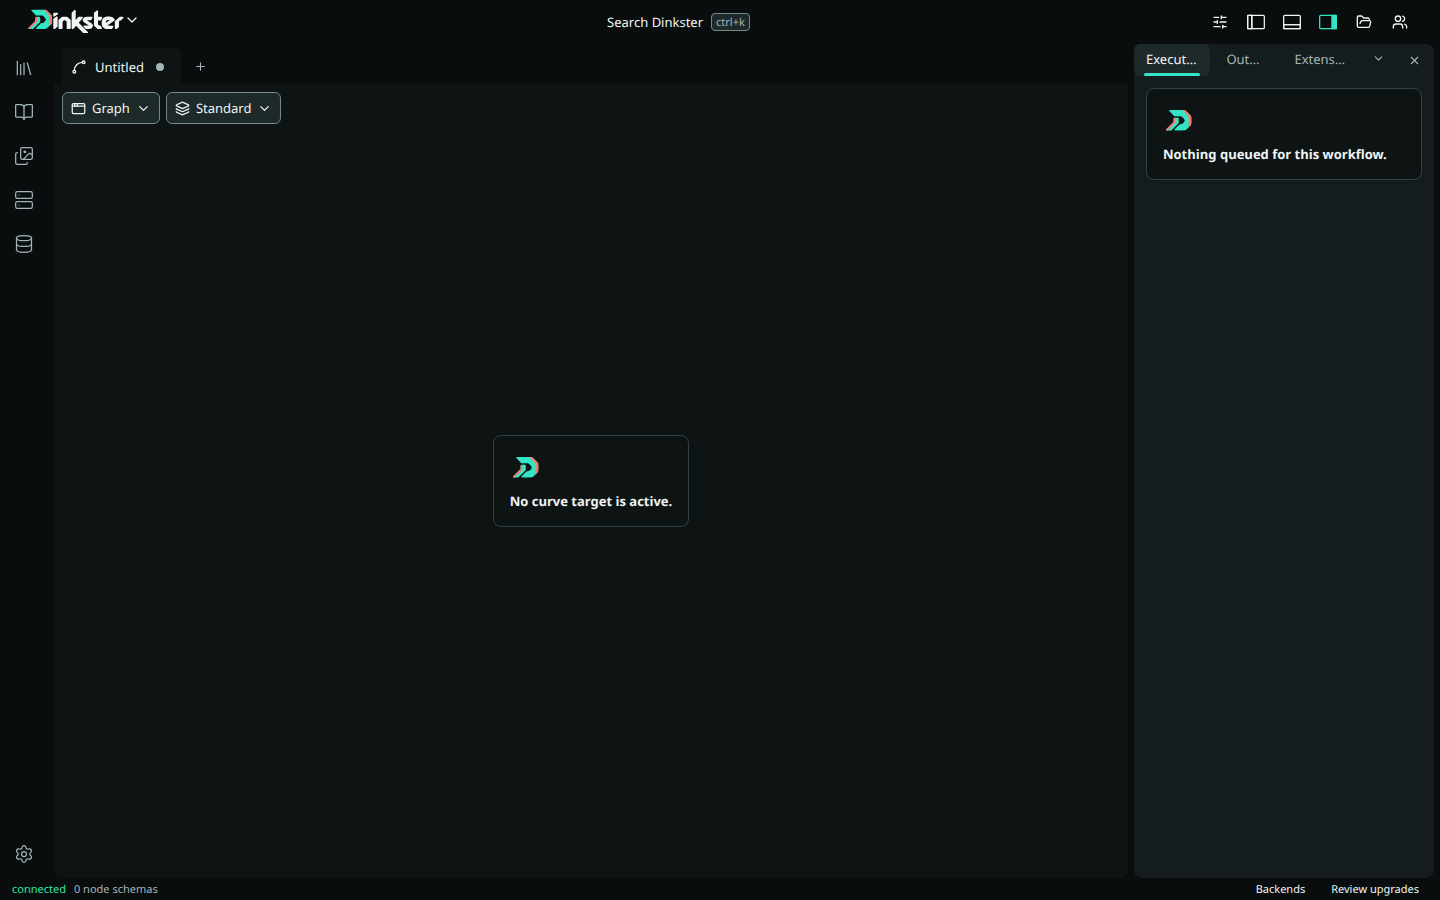 Dinkster
Search Dinkster ctrl+k
Untitled
Execut...
Out...
Extens...
Graph
Standard
Nothing queued for this workflow.
No curve target is active.
connected 0 node schemas
Backends
Review upgrades